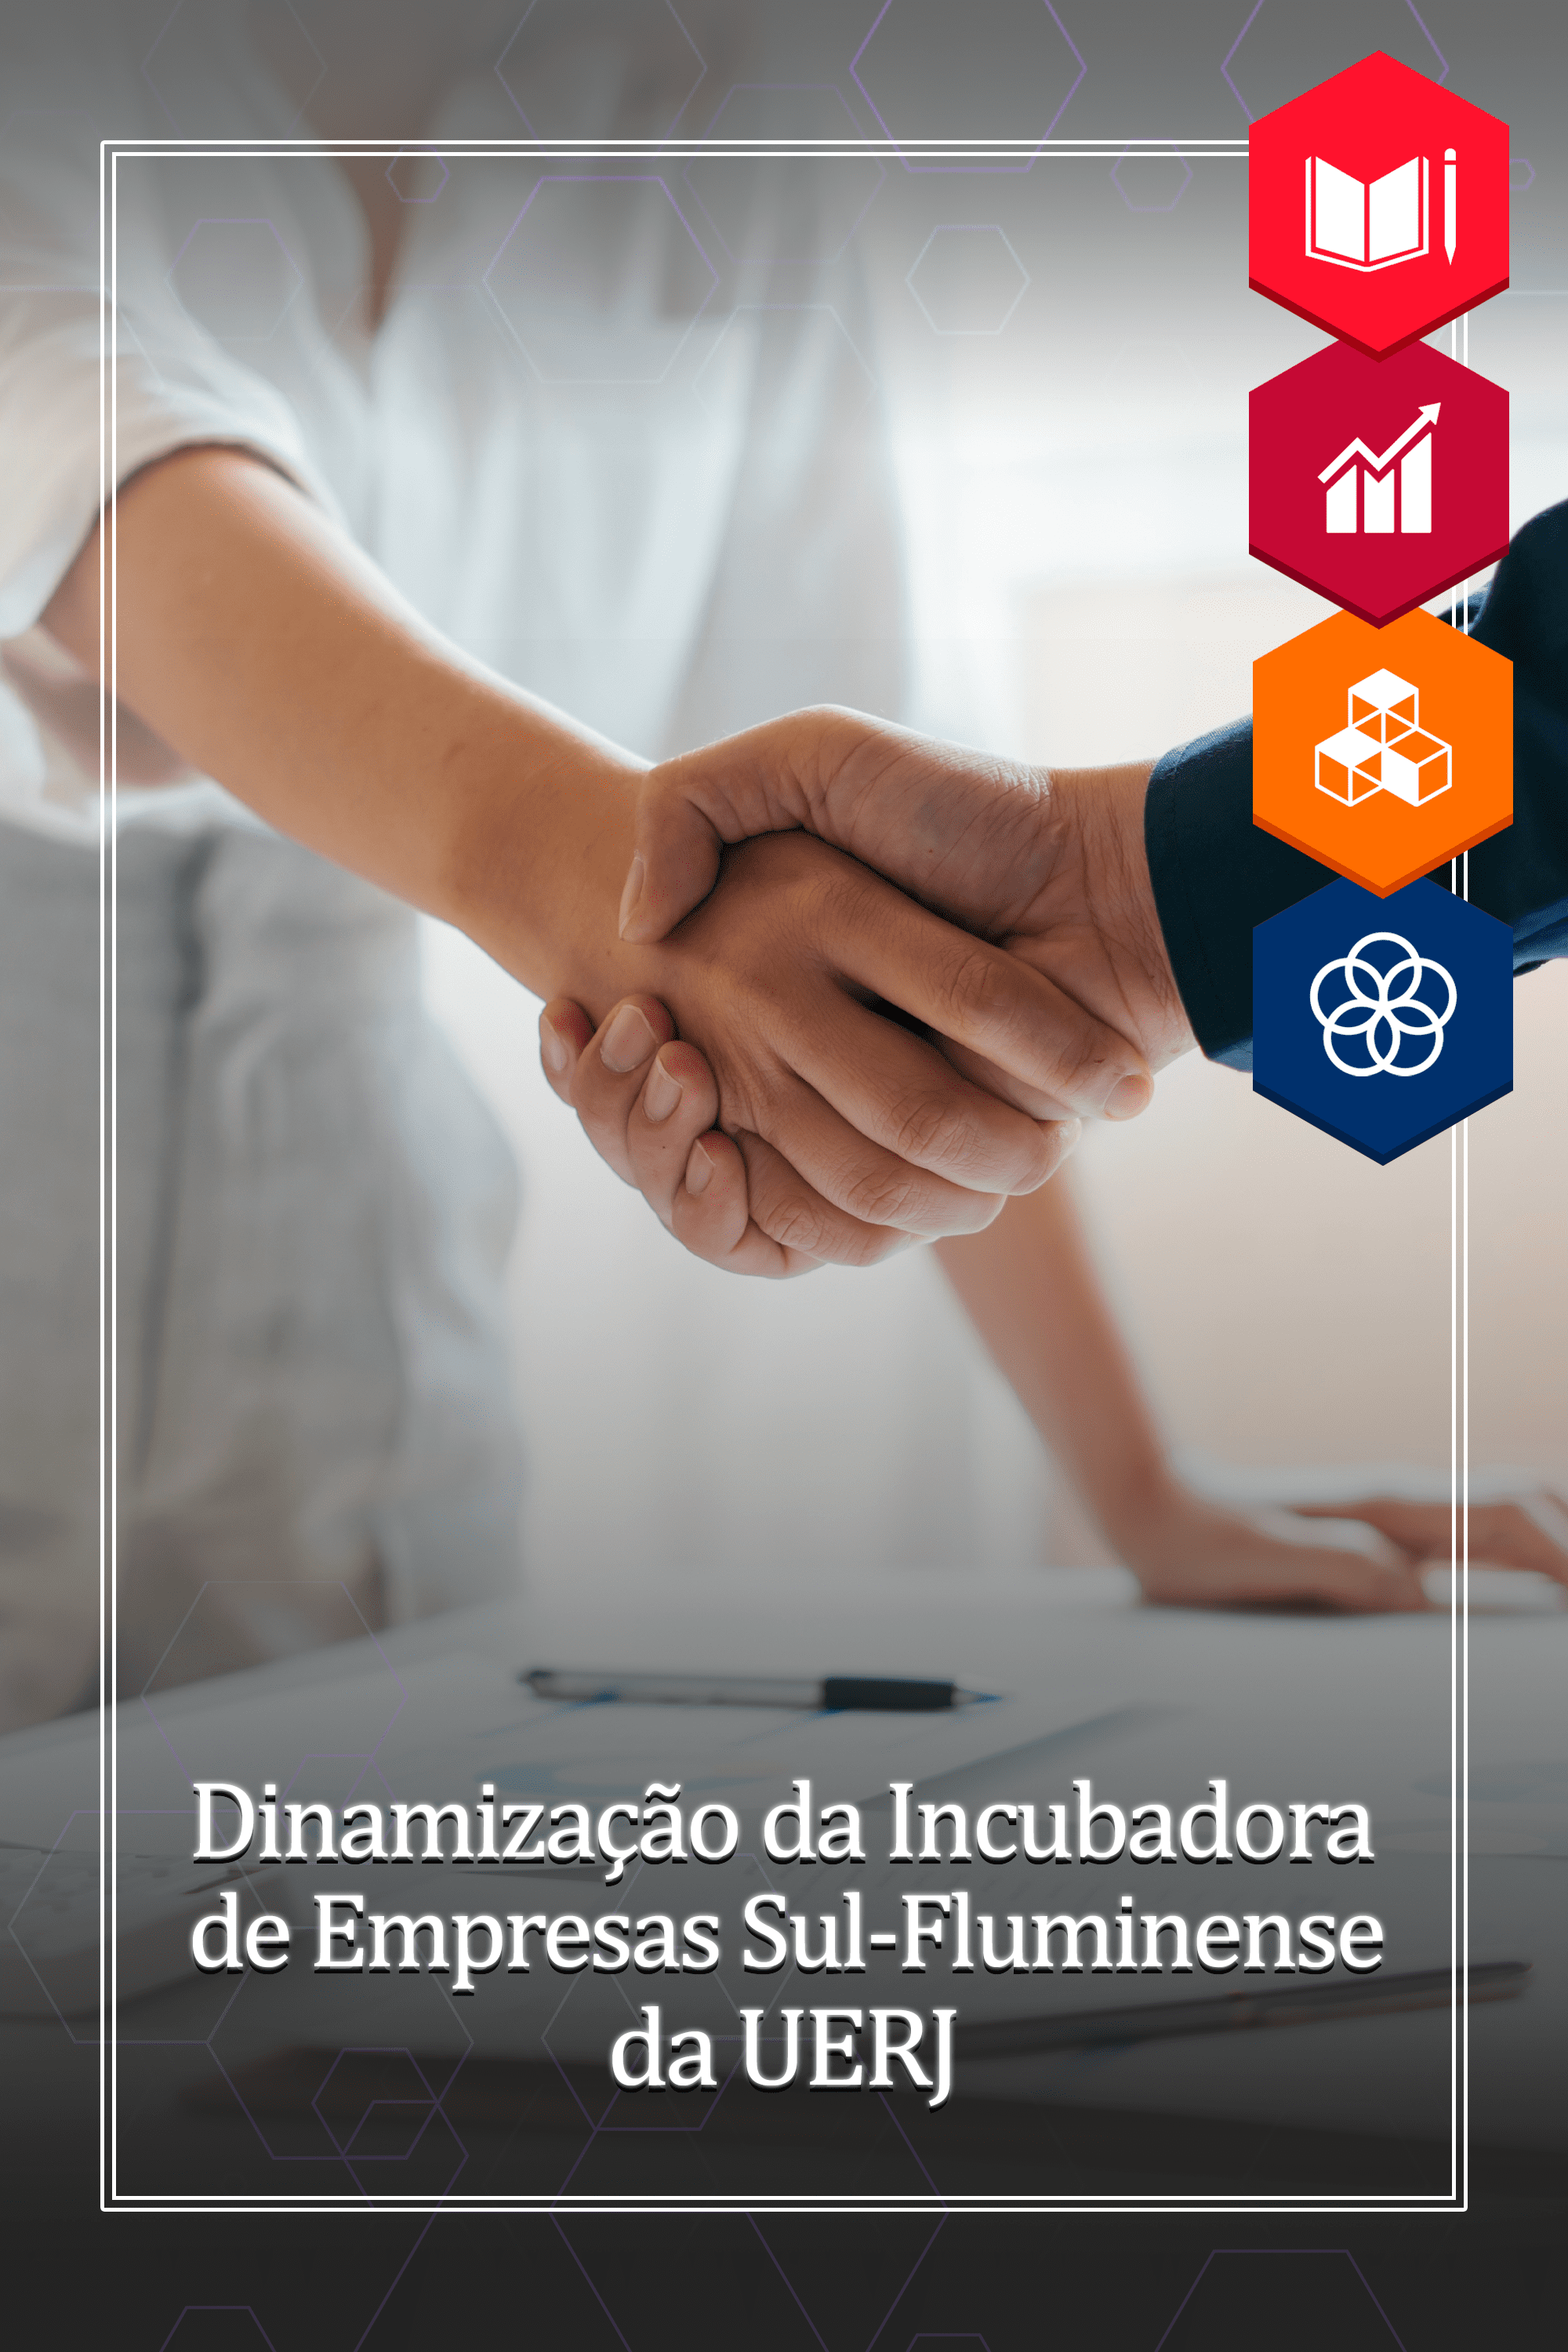 Dinamização da Incubadora
de Empresas Sul-Fluminense
da UERJ